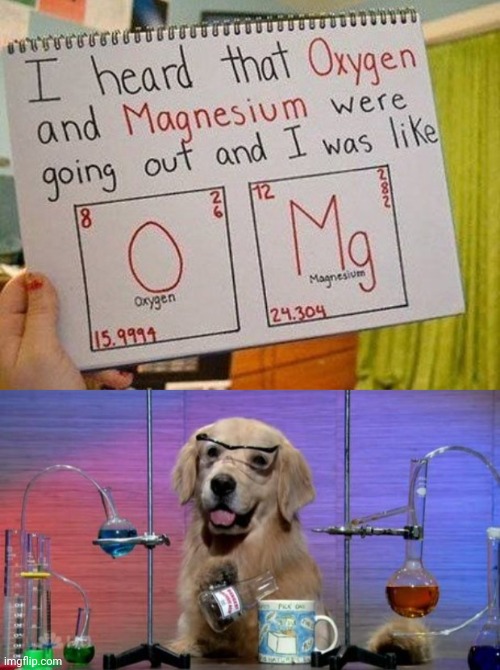 I heard that Oxygen
and Magnesium were
going out and I was like
8
2
6
O
Oxygen
15.9994
12
2
8
2
Mg
Magnesium
24.304
imgflip.com